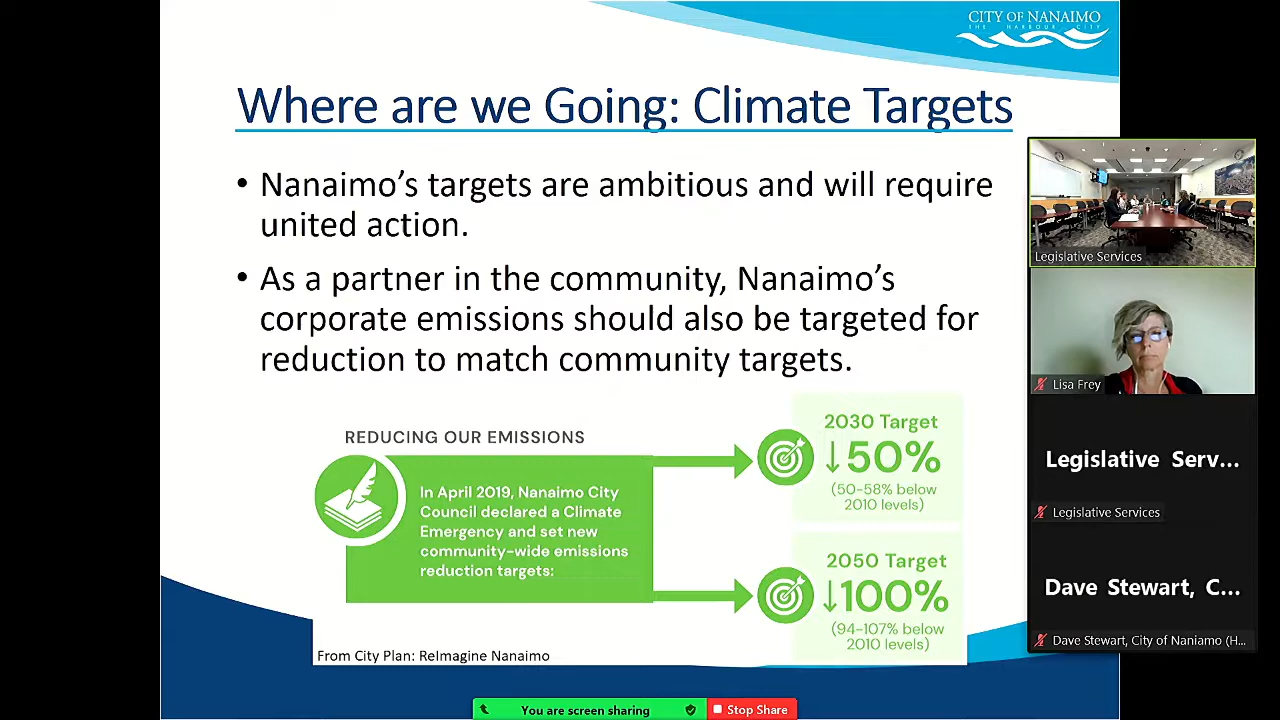 CITY OF NANAIMO
THE HARBOUR CITY
Where are we Going: Climate Targets
• Nanaimo's targets are ambitious and will require
united action.
• As a partner in the community, Nanaimo's
corporate emissions should also be targeted for
reduction to match community targets.
REDUCING OUR EMISSIONS
In April 2019, Nanaimo City
Council declared a Climate
Emergency and set new
community-wide emissions
reduction targets:
2030 Target
↓50%
(50-58% below
2010 levels)
2050 Target
↓100%
(94-107% below
2010 levels)
From City Plan: ReImagine Nanaimo
Legislative Services
Lisa Frey
Legislative Serv...
Legislative Services
Dave Stewart, C...
Dave Stewart, City of Naniamo (H...
You are screen sharing
Stop Share